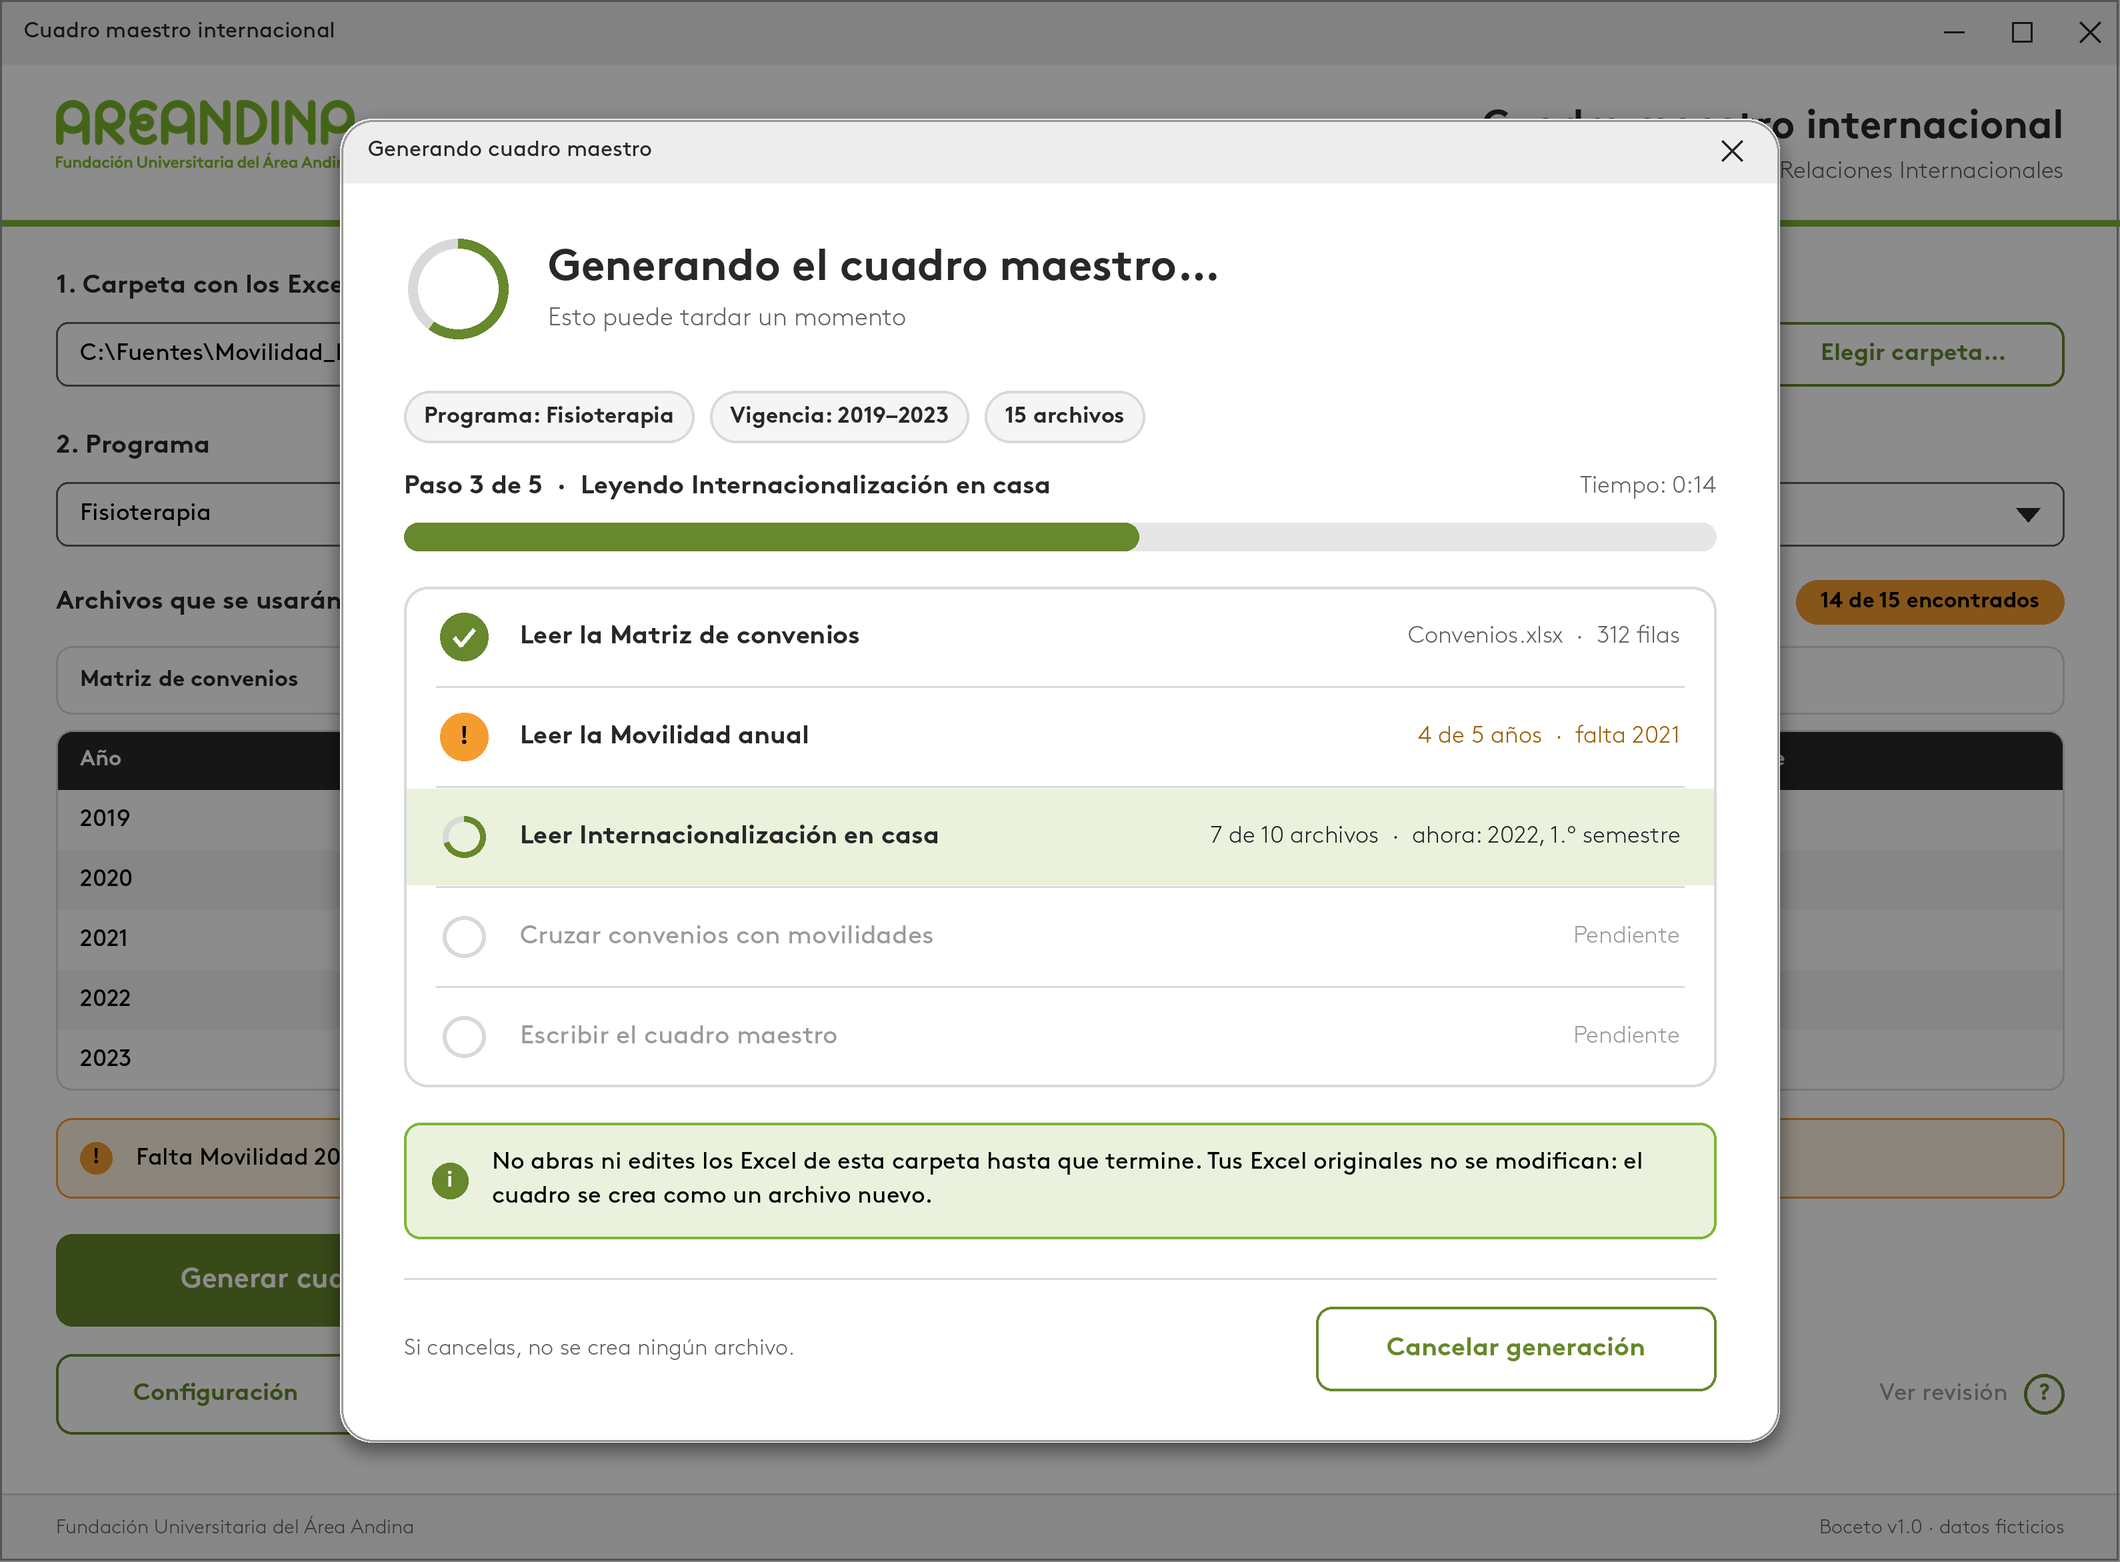 Cuadro maestro internacional
AREANDINA
Fundación Universitaria del Área
internacional
Relaciones Internacionales
Generando cuadro maestro
Generando el cuadro maestro...
Esto puede tardar un momento
Programa: Fisioterapia
Vigencia: 2019–2023
15 archivos
Paso 3 de 5 · Leyendo Internacionalización en casa
Tiempo: 0:14
Leer la Matriz de convenios
Convenios.xlsx · 312 filas
Leer la Movilidad anual
4 de 5 años · falta 2021
Leer Internacionalización en casa
7 de 10 archivos · ahora: 2022, 1.º semestre
Cruzar convenios con movilidades
Pendiente
Escribir el cuadro maestro
Pendiente
No abras ni edites los Excel de esta carpeta hasta que termine. Tus Excel originales no se modifican: el
cuadro se crea como un archivo nuevo.
Si cancelas, no se crea ningún archivo.
Cancelar generación
1. Carpeta con los
C:\Fuentes\Movilidad_
Elegir carpeta...
2. Programa
Fisioterapia
Archivos que se usarán
14 de 15 encontrados
Matriz de convenios
Año
2019
2020
2021
2022
2023
! Falta Movilidad 20
Generar
Configuración
Ver revisión ?
Fundación Universitaria del Área Andina
Boceto v1.0 · datos ficticios